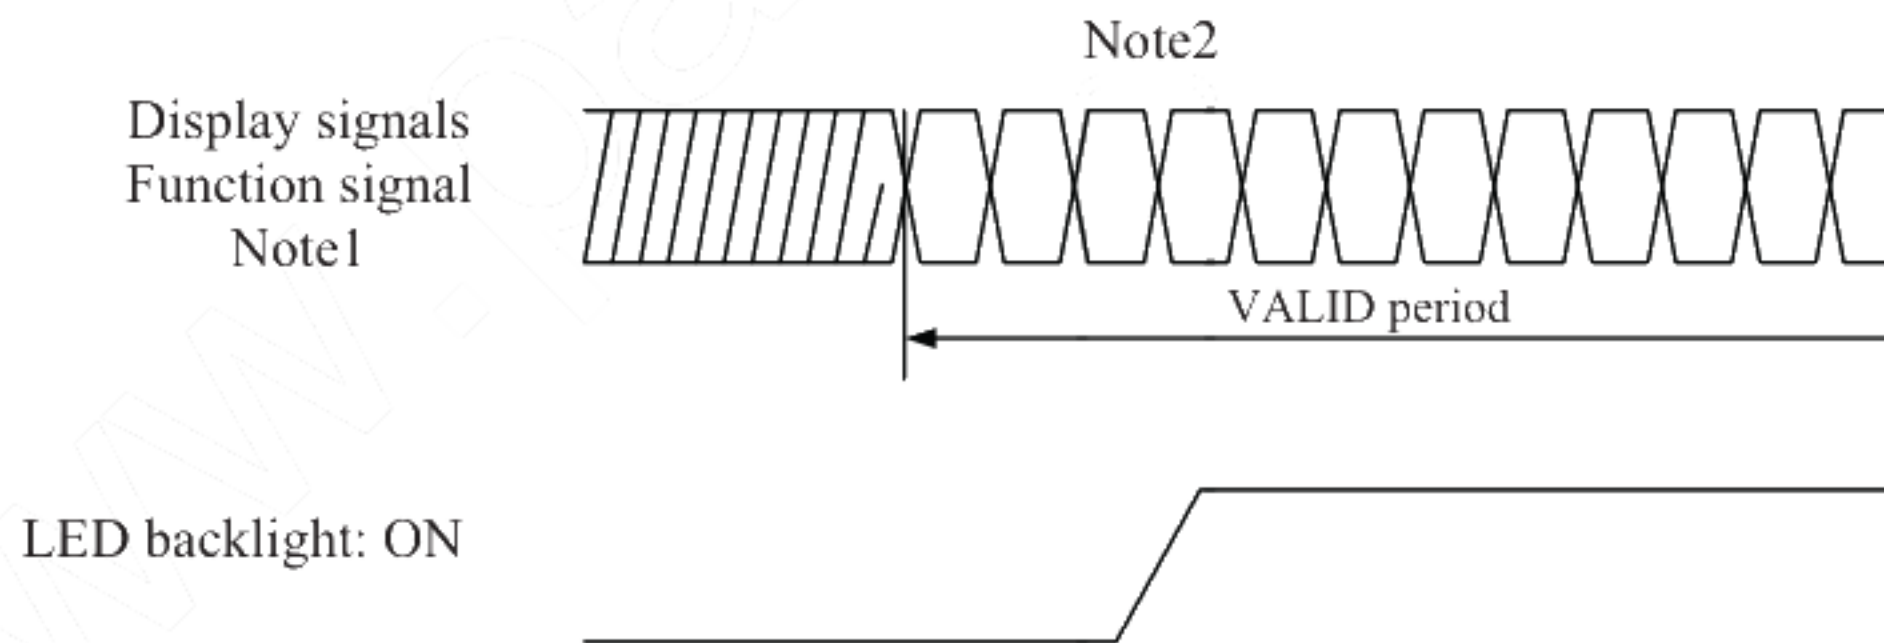 Note2
Display signals
Function signal
Note1
VALID period
LED backlight: ON